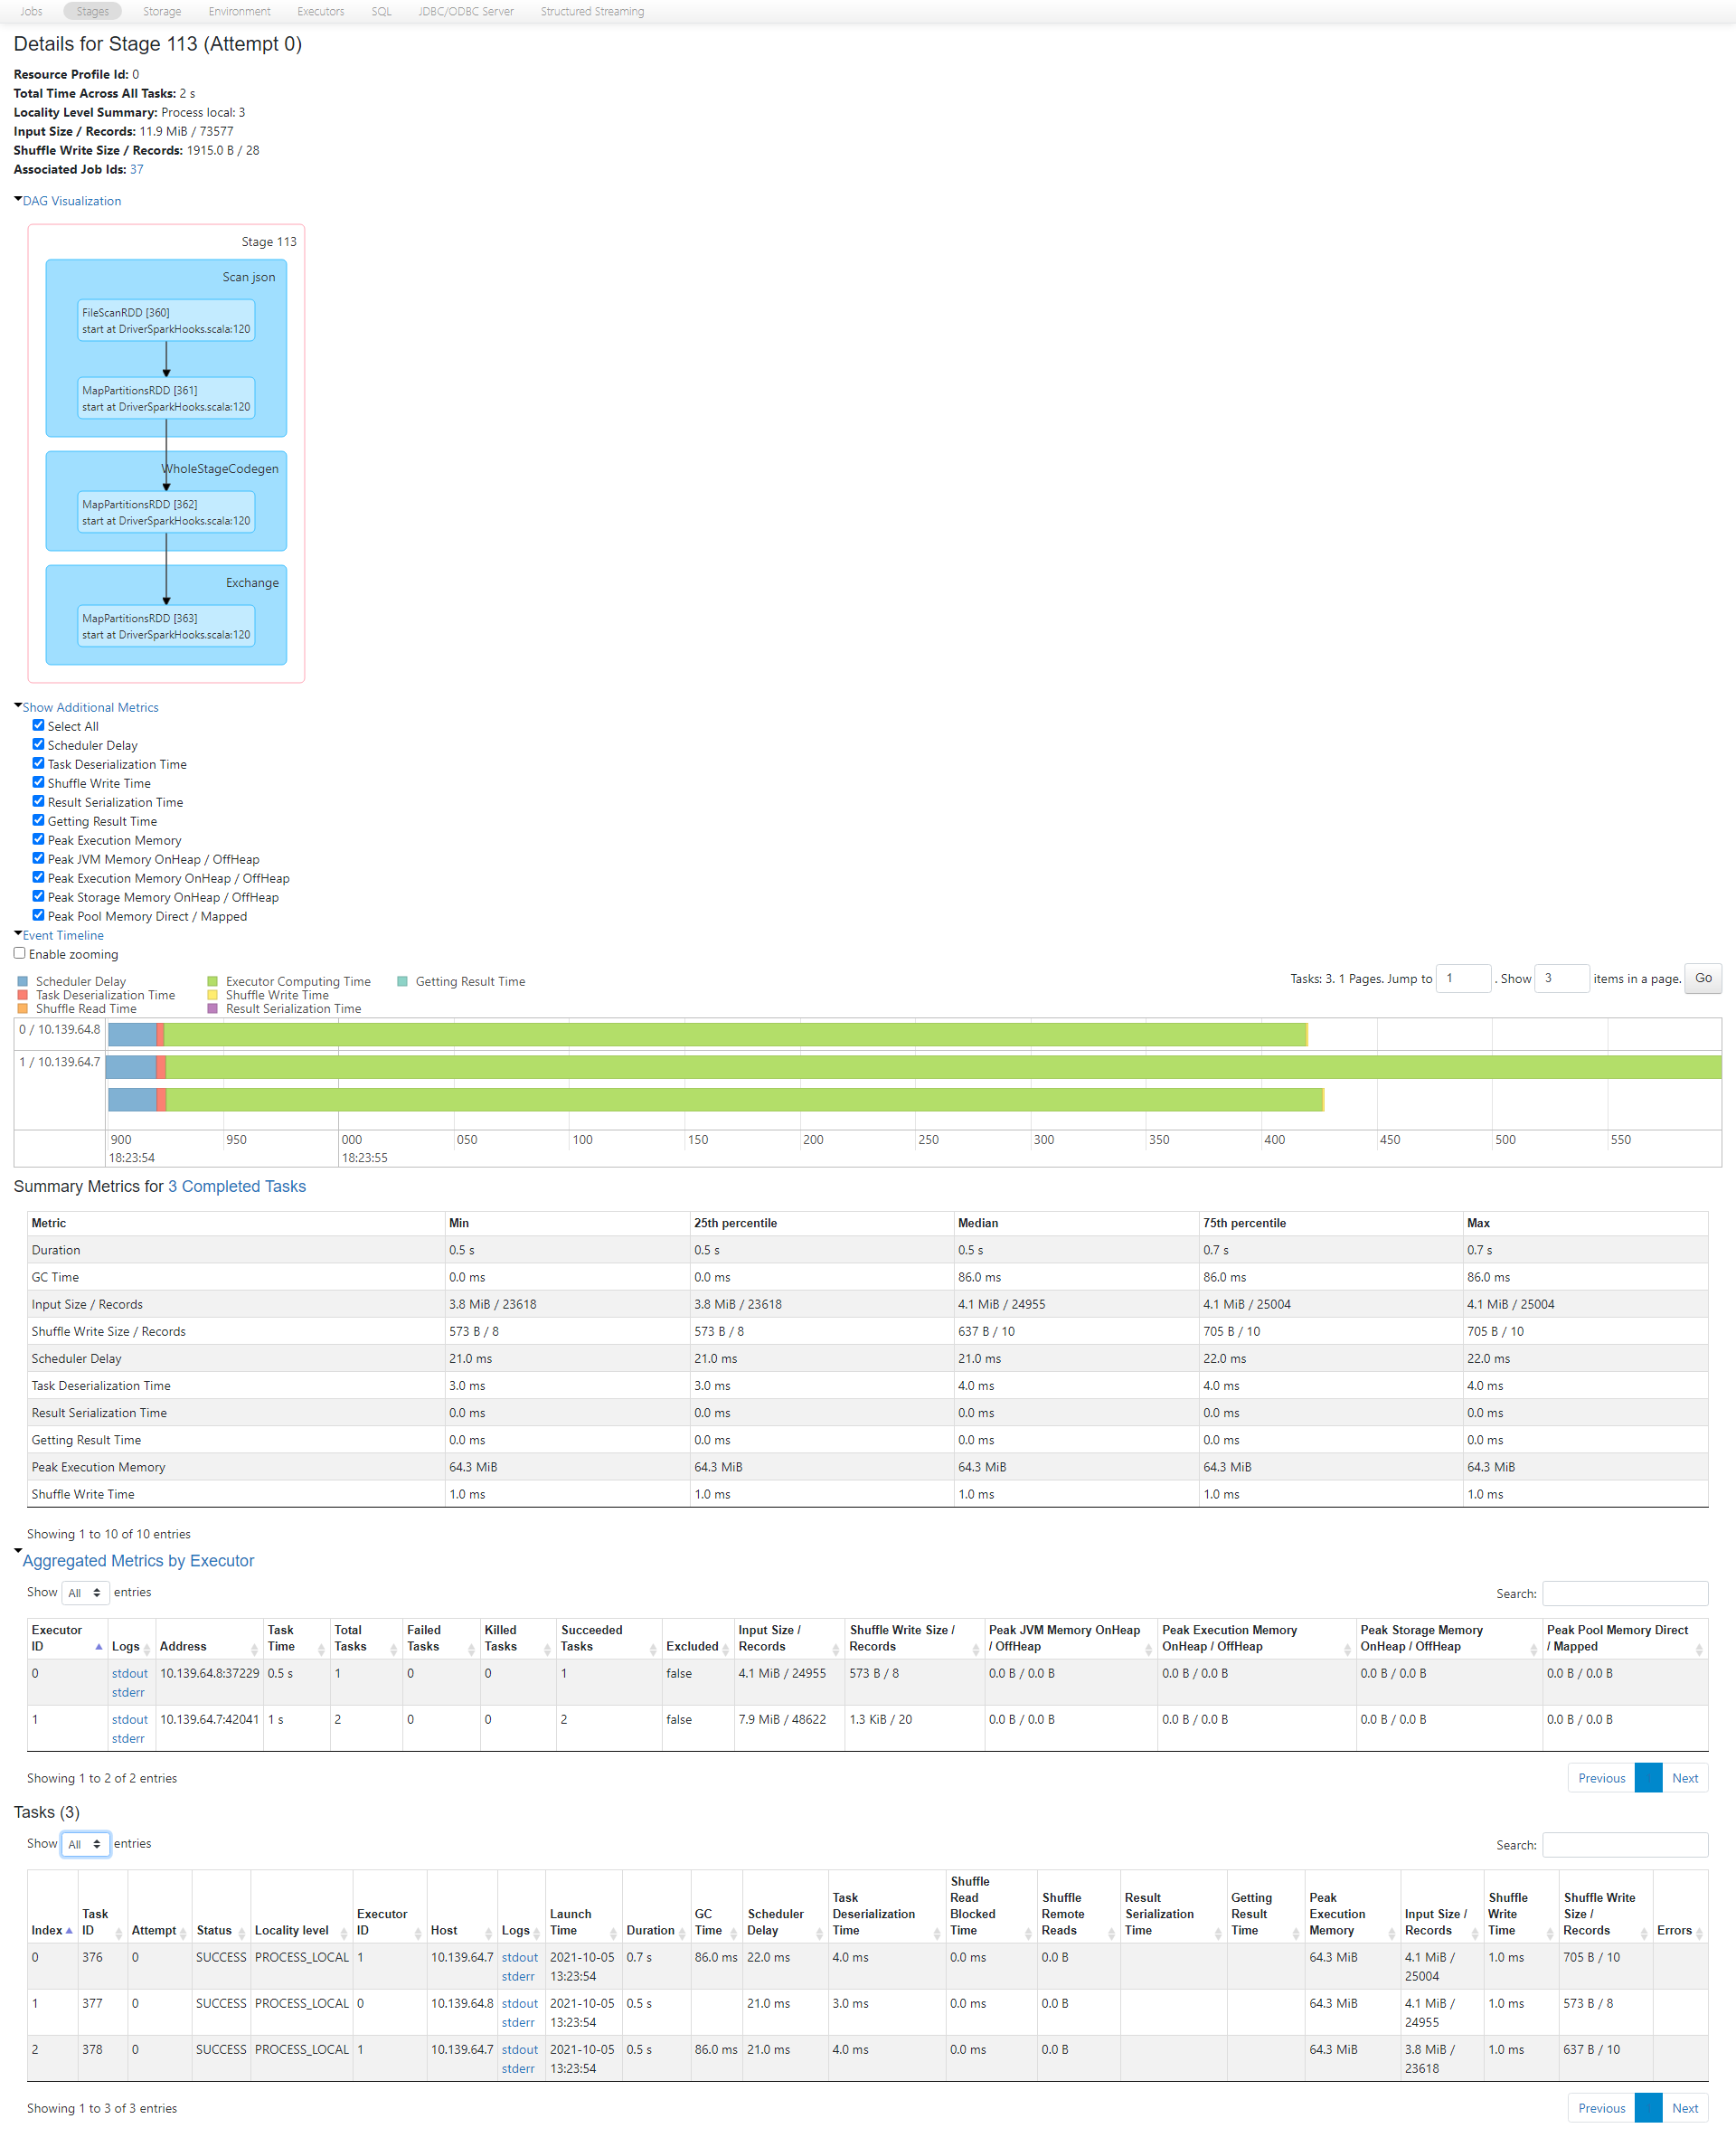 Jobs Stages Storage Environment Executors SQL JDBC/ODBC Server Structured Streaming
Details for Stage 113 (Attempt 0)
Resource Profile Id: 0
Total Time Across All Tasks: 2 s
Locality Level Summary: Process local: 3
Input Size / Records: 11.9 MiB / 73577
Shuffle Write Size / Records: 1915.0 B / 28
Associated Job Ids: 37
DAG Visualization
Stage 113
Scan json
FileScanRDD [360]
start at DriverSparkHooks.scala:120
MapPartitionsRDD [361]
start at DriverSparkHooks.scala:120
WholeStageCodegen
MapPartitionsRDD [362]
start at DriverSparkHooks.scala:120
Exchange
MapPartitionsRDD [363]
start at DriverSparkHooks.scala:120
Show Additional Metrics
Select All
Scheduler Delay
Task Deserialization Time
Shuffle Write Time
Result Serialization Time
Getting Result Time
Peak Execution Memory
Peak JVM Memory OnHeap / OffHeap
Peak Execution Memory OnHeap / OffHeap
Peak Storage Memory OnHeap / OffHeap
Peak Pool Memory Direct / Mapped
Event Timeline
Enable zooming
Tasks: 3. 1 Pages. Jump to 1 . Show 3 items in a page. Go
Scheduler Delay Executor Computing Time Getting Result Time
Task Deserialization Time Shuffle Write Time
Shuffle Read Time Result Serialization Time
0 / 10.139.64.8
1 / 10.139.64.7
900 950 000 050 100 150 200 250 300 350 400 450 500 550
18:23:54 18:23:55
Summary Metrics for 3 Completed Tasks
Metric Min 25th percentile Median 75th percentile Max
Duration 0.5 s 0.5 s 0.5 s 0.7 s 0.7 s
GC Time 0.0 ms 0.0 ms 86.0 ms 86.0 ms 86.0 ms
Input Size / Records 3.8 MiB / 23618 3.8 MiB / 23618 4.1 MiB / 24955 4.1 MiB / 25004 4.1 MiB / 25004
Shuffle Write Size / Records 573 B / 8 573 B / 8 637 B / 10 705 B / 10 705 B / 10
Scheduler Delay 21.0 ms 21.0 ms 21.0 ms 22.0 ms 22.0 ms
Task Deserialization Time 3.0 ms 3.0 ms 4.0 ms 4.0 ms 4.0 ms
Result Serialization Time 0.0 ms 0.0 ms 0.0 ms 0.0 ms 0.0 ms
Getting Result Time 0.0 ms 0.0 ms 0.0 ms 0.0 ms 0.0 ms
Peak Execution Memory 64.3 MiB 64.3 MiB 64.3 MiB 64.3 MiB 64.3 MiB
Shuffle Write Time 1.0 ms 1.0 ms 1.0 ms 1.0 ms 1.0 ms
Showing 1 to 10 of 10 entries
Aggregated Metrics by Executor
Show All entries Search:
Executor Task Total Failed Killed Succeeded Input Size / Shuffle Write Size / Peak JVM Memory OnHeap Peak Execution Memory Peak Storage Memory Peak Pool Memory Direct
ID Logs Address Time Tasks Tasks Tasks Tasks Excluded Records Records / OffHeap OnHeap / OffHeap OnHeap / OffHeap / Mapped
0 stdout 10.139.64.8:37229 0.5 s 1 0 0 1 false 4.1 MiB / 24955 573 B / 8 0.0 B / 0.0 B 0.0 B / 0.0 B 0.0 B / 0.0 B 0.0 B / 0.0 B
stderr
1 stdout 10.139.64.7:42041 1 s 2 0 0 2 false 7.9 MiB / 48622 1.3 KiB / 20 0.0 B / 0.0 B 0.0 B / 0.0 B 0.0 B / 0.0 B 0.0 B / 0.0 B
stderr
Showing 1 to 2 of 2 entries Previous Next
Tasks (3)
Show All entries Search:
Shuffle
Task Executor Launch GC Scheduler Task Read Shuffle Result Getting Peak Shuffle Shuffle Write
Index ID Attempt Status Locality level ID Host Logs Time Duration Time Delay Deserialization Time Blocked Time Remote Reads Serialization Time Result Time Execution Memory Input Size / Records Write Time Size / Records Errors
0 376 0 SUCCESS PROCESS_LOCAL 1 10.139.64.7 stdout 2021-10-05 0.7 s 86.0 ms 22.0 ms 4.0 ms 0.0 ms 0.0 B 64.3 MiB 4.1 MiB / 1.0 ms 705 B / 10
stderr 13:23:54 25004
1 377 0 SUCCESS PROCESS_LOCAL 0 10.139.64.8 stdout 2021-10-05 0.5 s 21.0 ms 3.0 ms 0.0 ms 0.0 B 64.3 MiB 4.1 MiB / 1.0 ms 573 B / 8
stderr 13:23:54 24955
2 378 0 SUCCESS PROCESS_LOCAL 1 10.139.64.7 stdout 2021-10-05 0.5 s 86.0 ms 21.0 ms 4.0 ms 0.0 ms 0.0 B 64.3 MiB 3.8 MiB / 1.0 ms 637 B / 10
stderr 13:23:54 23618
Showing 1 to 3 of 3 entries Previous Next